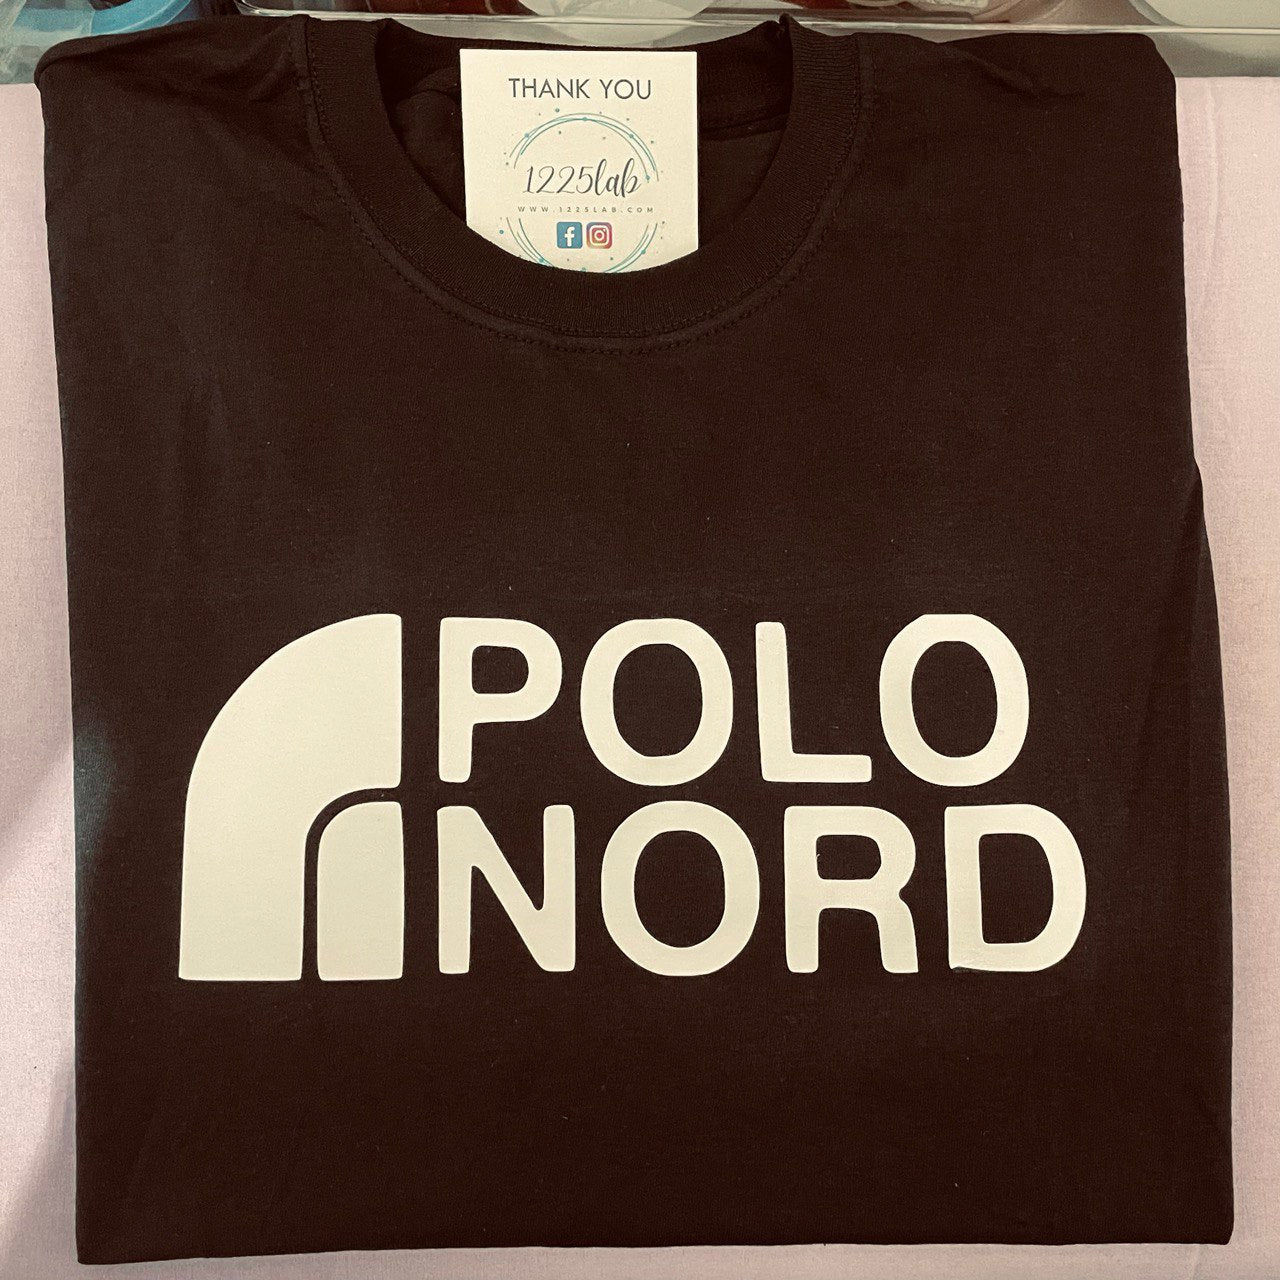 THANK YOU
1225lab
WWW.1225LAB.COM
POLO
NORD